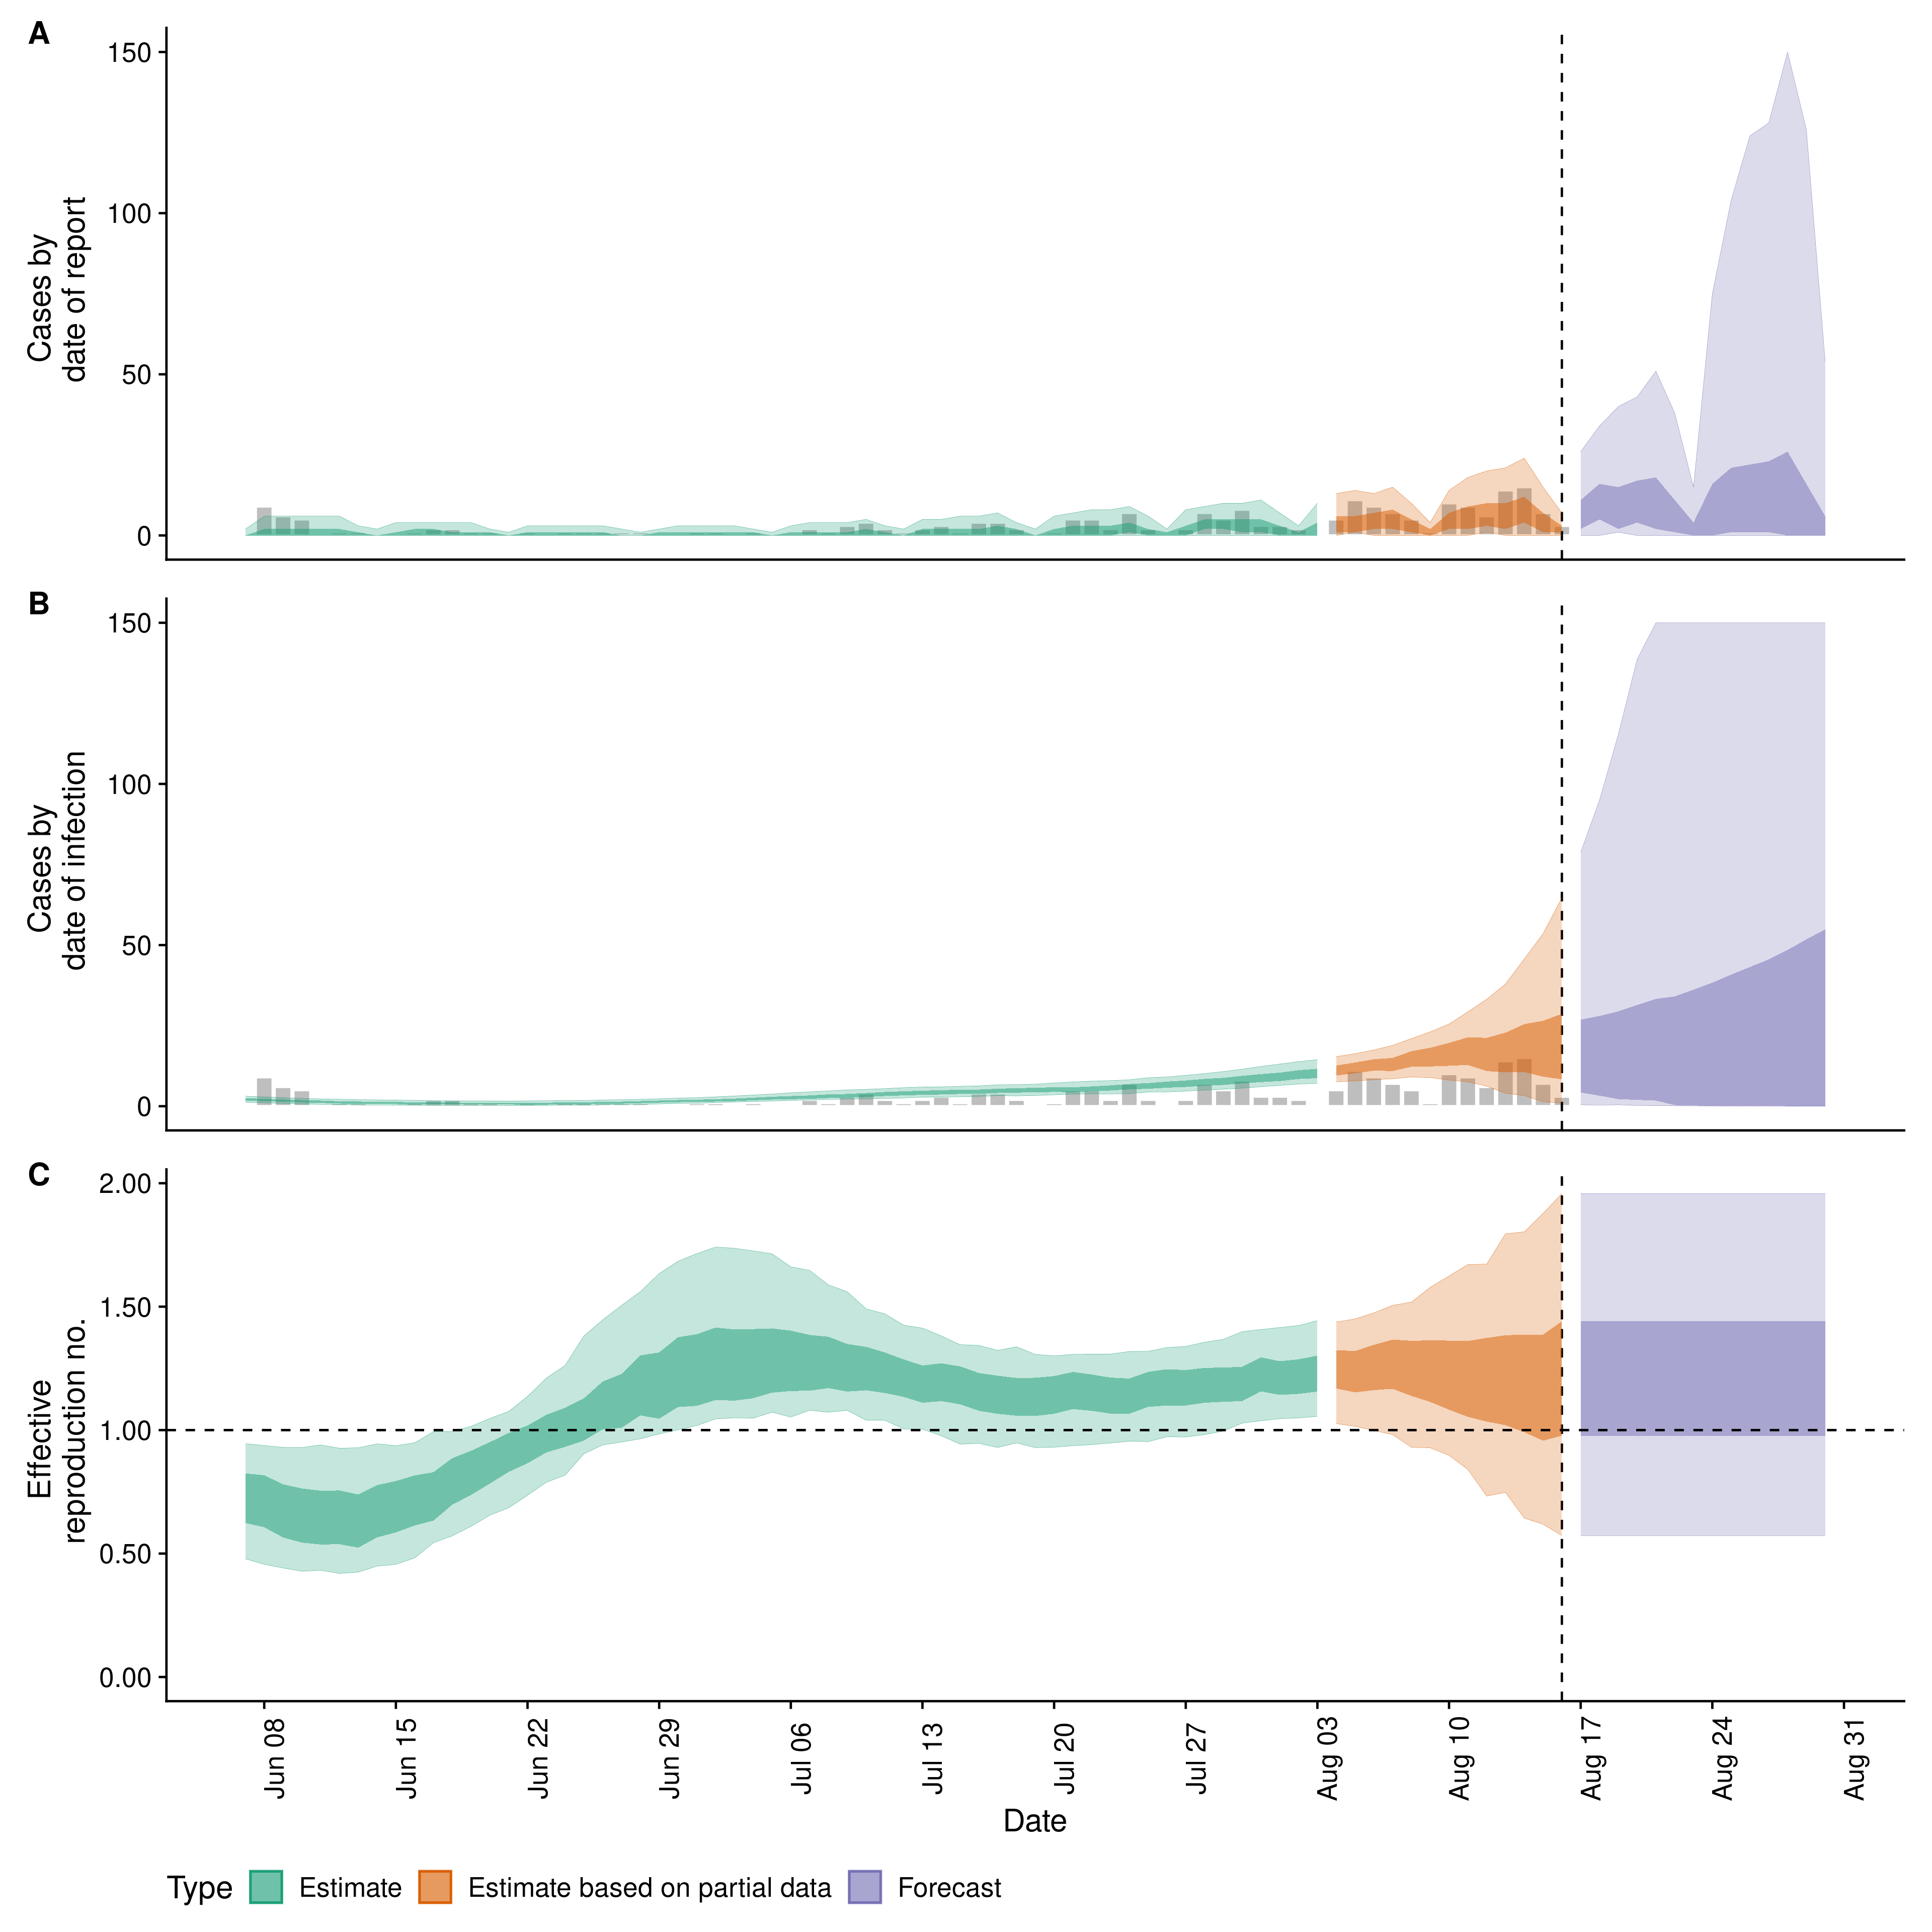 A
150
100
50
0
Cases by
date of report
B
150
100
50
0
Cases by
date of infection
C
2.00
1.50
1.00
0.50
0.00
Effective
reproduction no.
Jun 08
Jun 15
Jun 22
Jun 29
Jul 06
Jul 13
Jul 20
Jul 27
Aug 03
Aug 10
Aug 17
Aug 24
Aug 31
Date
Type Estimate Estimate based on partial data Forecast